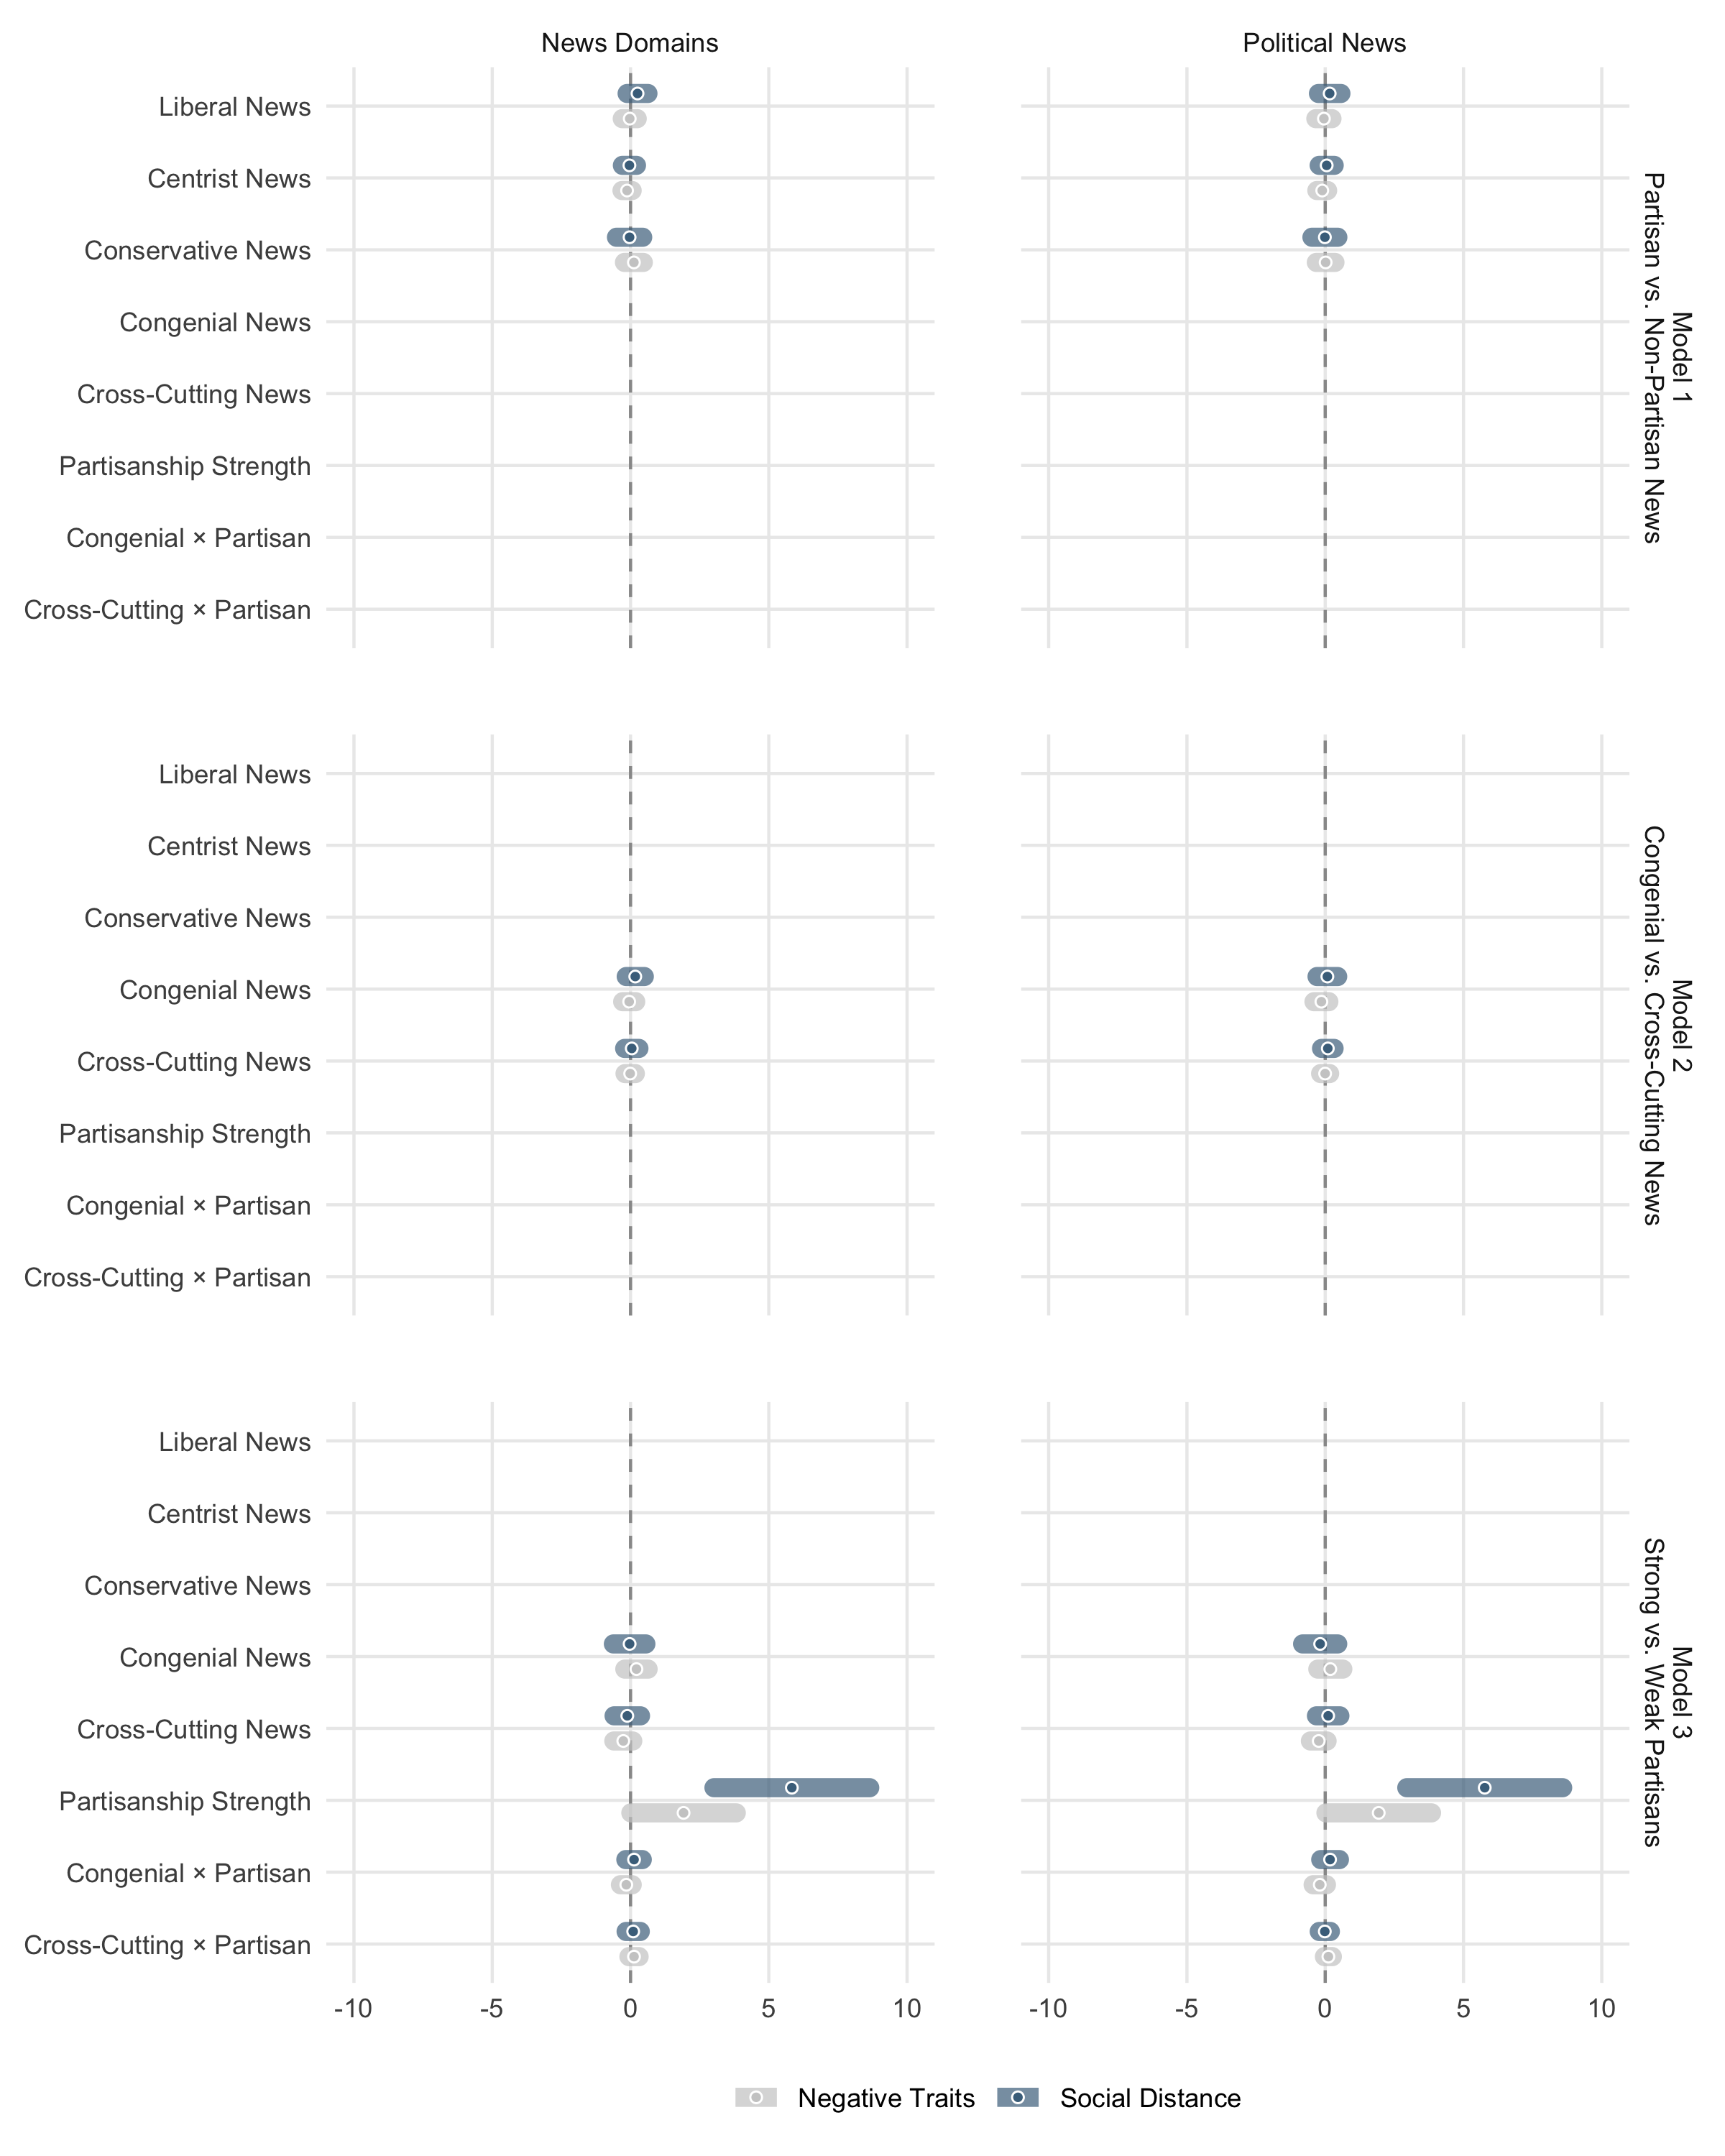 News Domains
Political News
Liberal News
Centrist News
Conservative News
Congenial News
Cross-Cutting News
Partisanship Strength
Congenial × Partisan
Cross-Cutting × Partisan
Model 1
Partisan vs. Non-Partisan News
Liberal News
Centrist News
Conservative News
Congenial News
Cross-Cutting News
Partisanship Strength
Congenial × Partisan
Cross-Cutting × Partisan
Model 2
Congenial vs. Cross-Cutting News
Liberal News
Centrist News
Conservative News
Congenial News
Cross-Cutting News
Partisanship Strength
Congenial × Partisan
Cross-Cutting × Partisan
Model 3
Strong vs. Weak Partisans
-10 -5 0 5 10
-10 -5 0 5 10
Negative Traits Social Distance